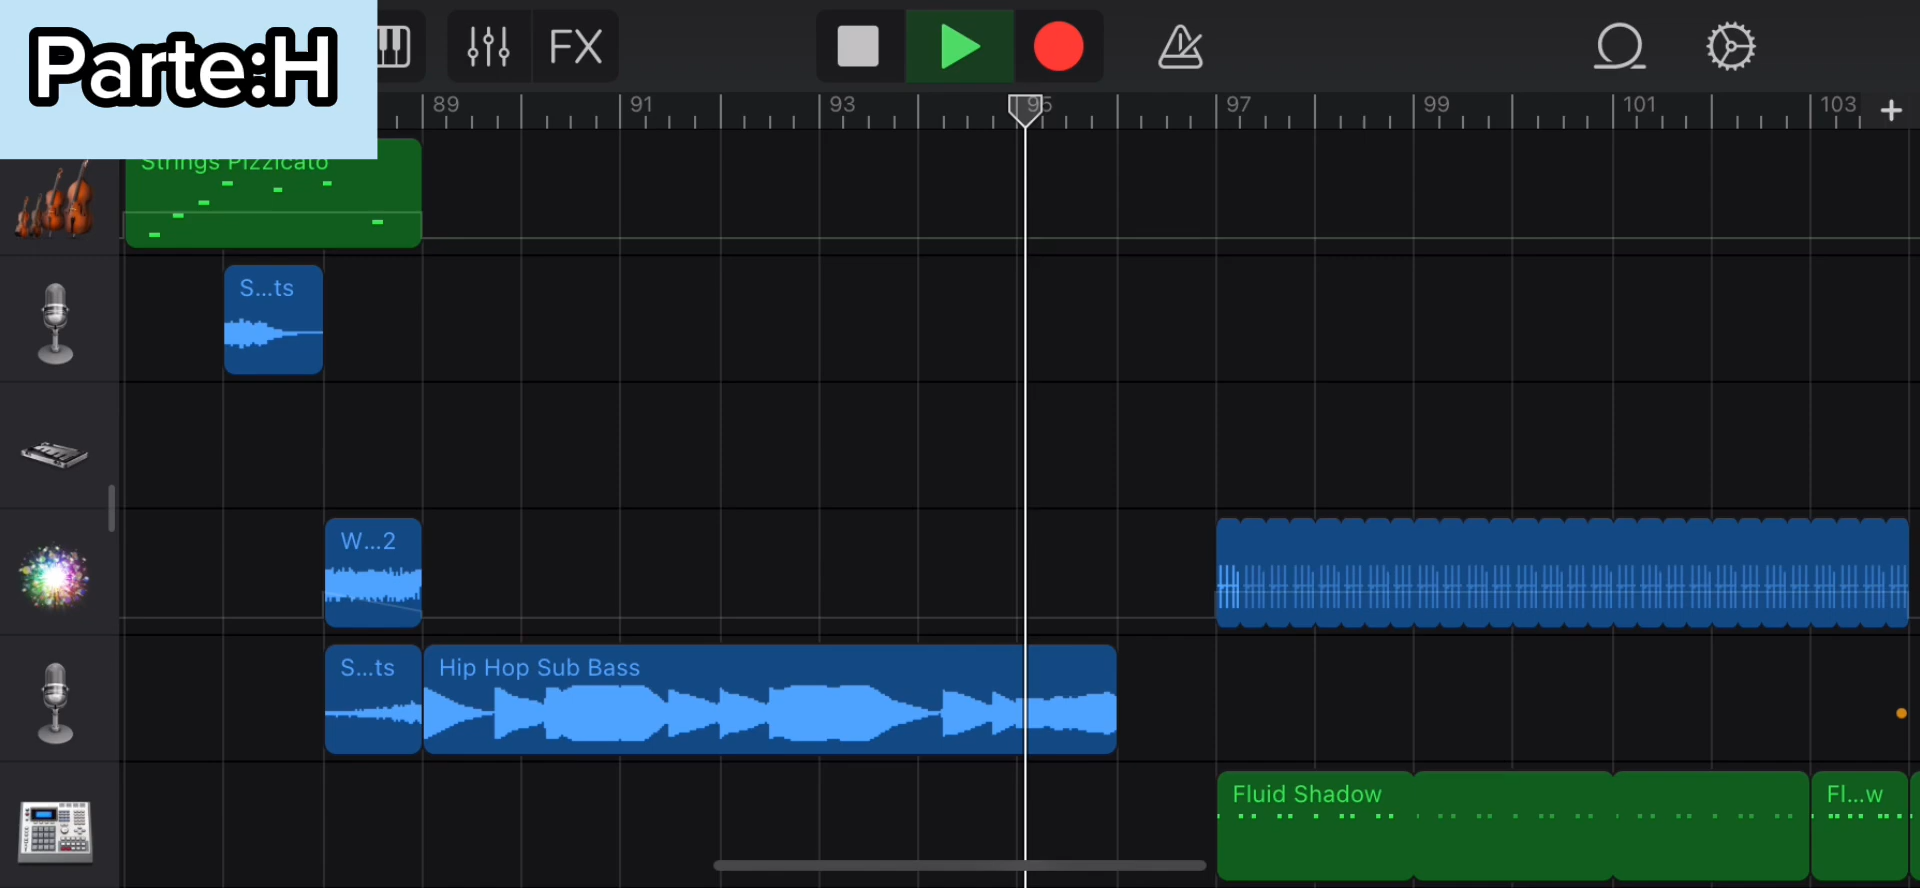 Parte:H
FX
89 91 93 95 97 99 101 103
Strings Pizzicato
S...ts
W...2
S...ts Hip Hop Sub Bass
Fluid Shadow Fl...w